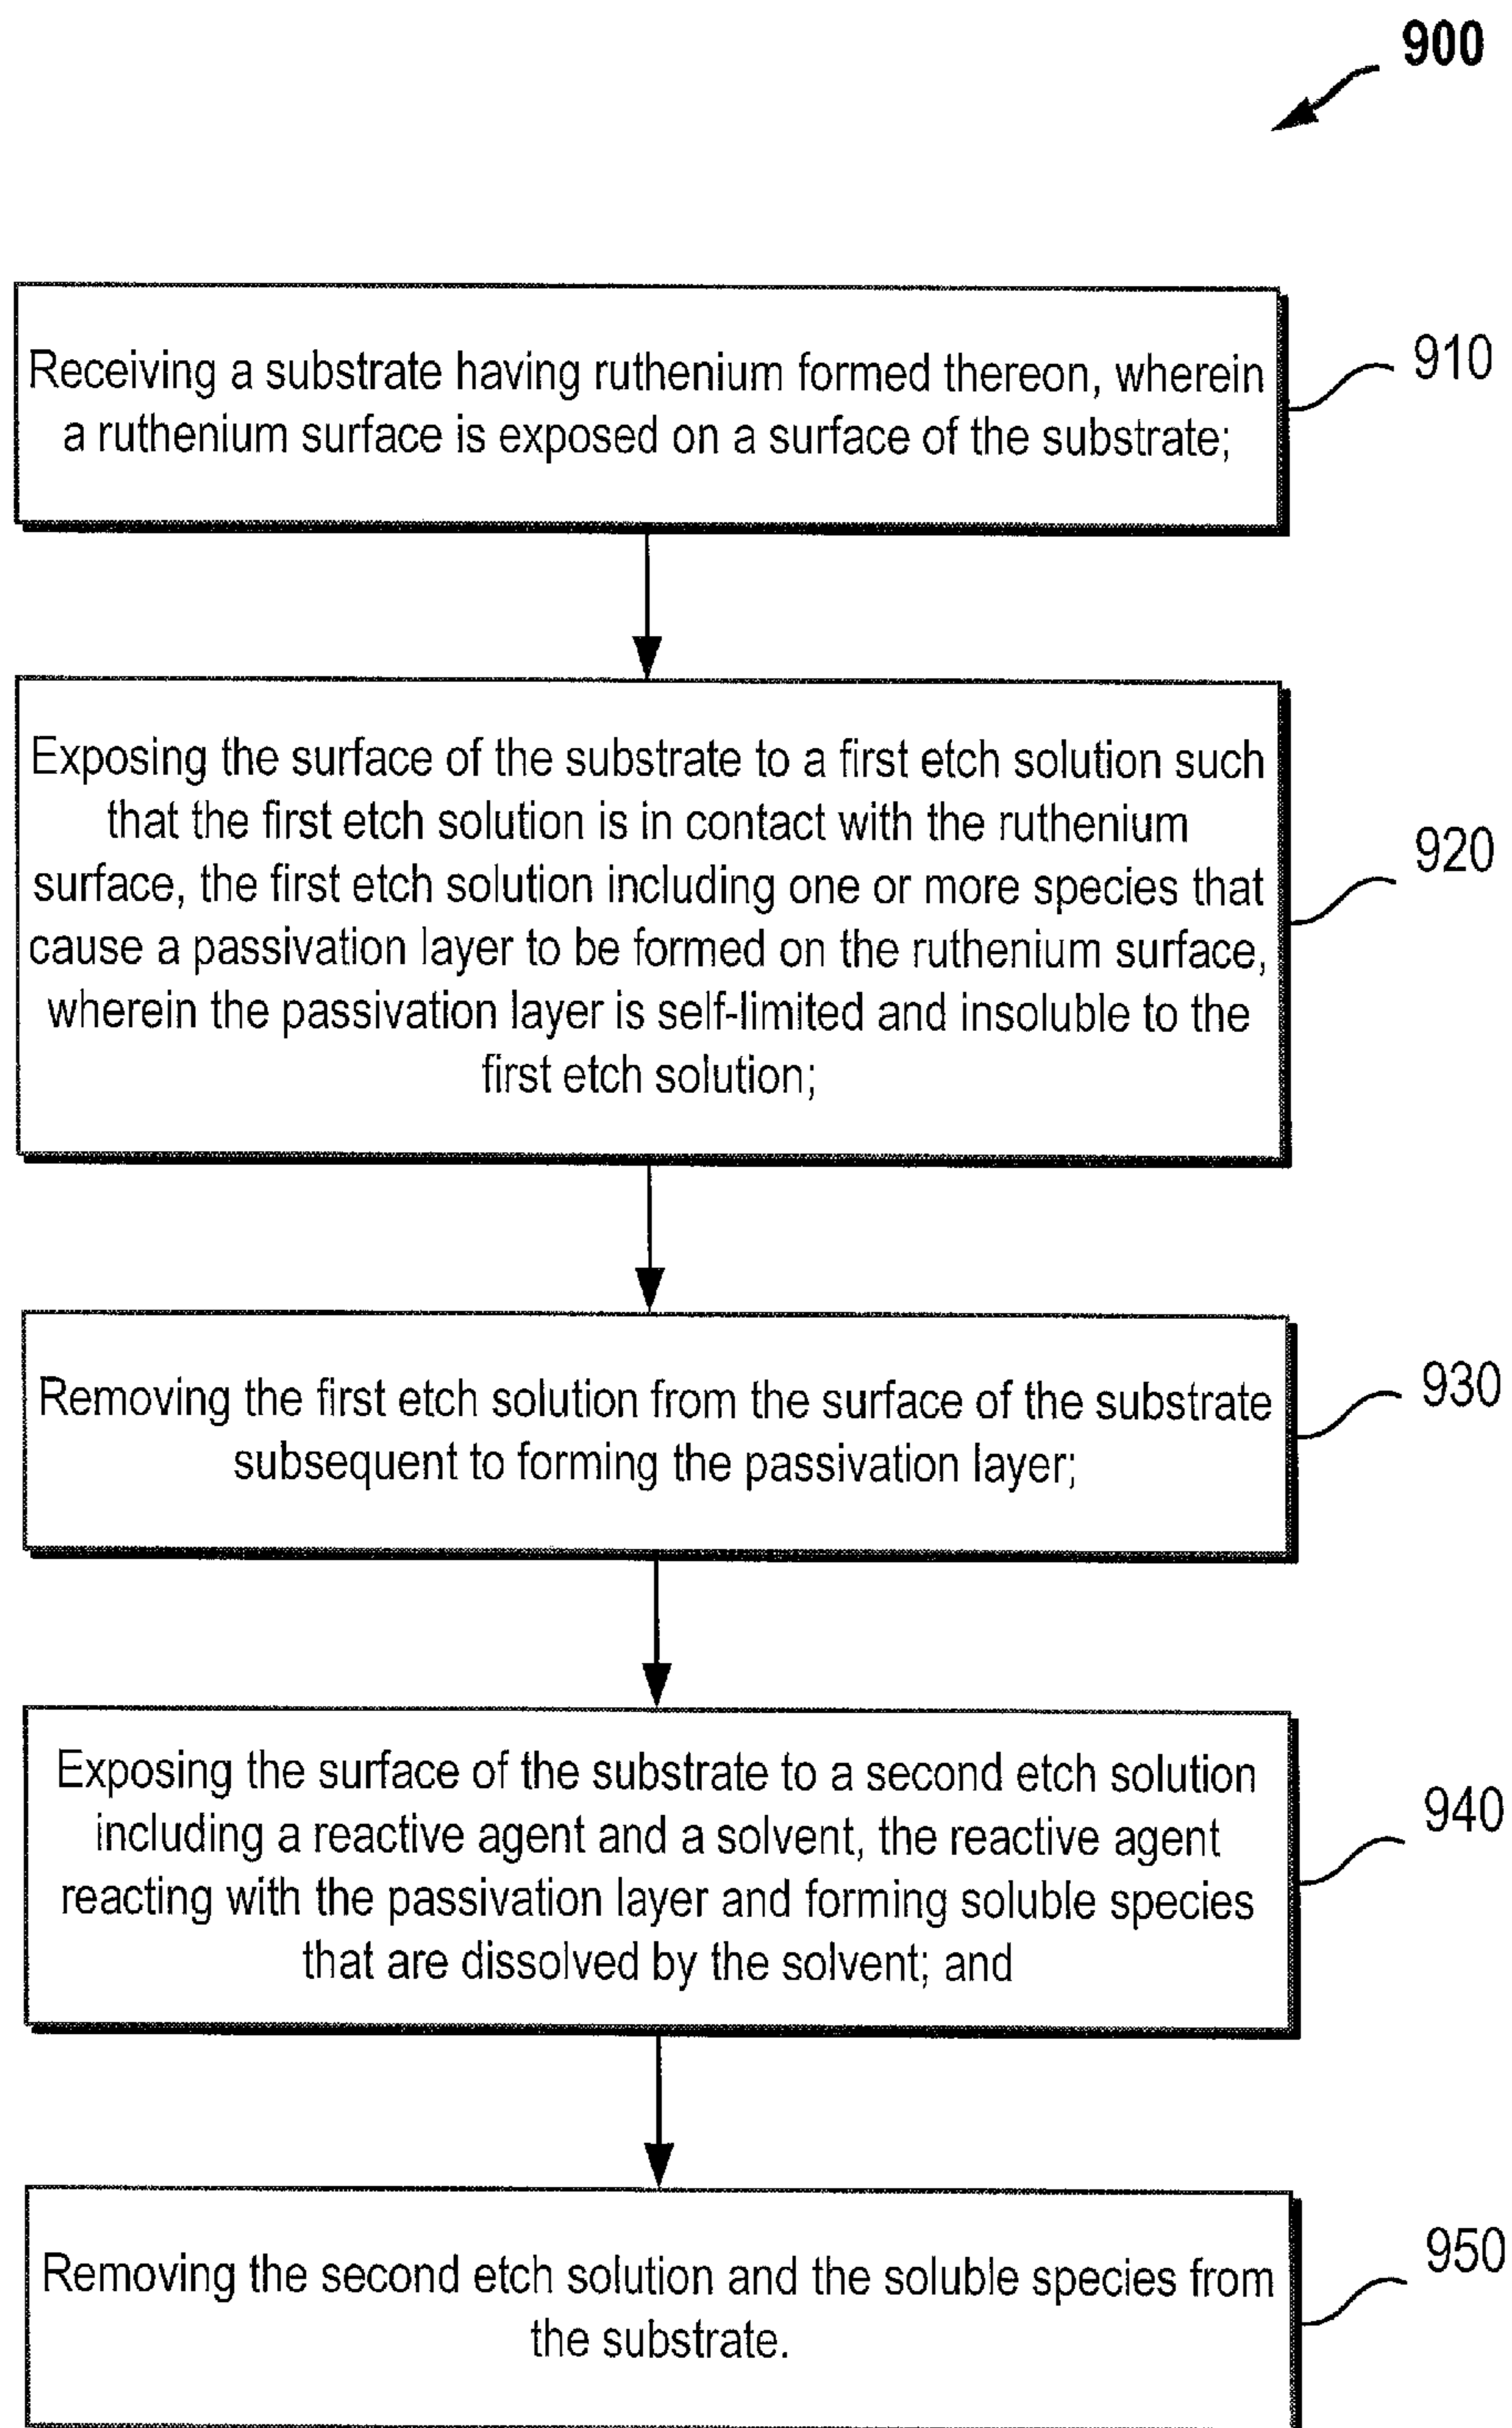 900
Receiving a substrate having ruthenium formed thereon, wherein
a ruthenium surface is exposed on a surface of the substrate;
910
Exposing the surface of the substrate to a first etch solution such
that the first etch solution is in contact with the ruthenium
surface, the first etch solution including one or more species that
cause a passivation layer to be formed on the ruthenium surface,
wherein the passivation layer is self-limited and insoluble to the
first etch solution;
920
Removing the first etch solution from the surface of the substrate
subsequent to forming the passivation layer;
930
Exposing the surface of the substrate to a second etch solution
including a reactive agent and a solvent, the reactive agent
reacting with the passivation layer and forming soluble species
that are dissolved by the solvent; and
940
Removing the second etch solution and the soluble species from
the substrate.
950